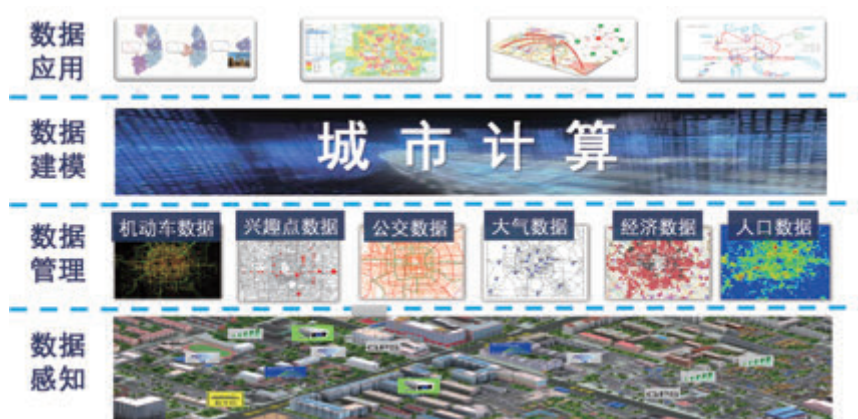 数据
应用
数据
建模
城市计算
数据
管理
机动车数据
兴趣点数据
公交数据
大气数据
经济数据
人口数据
数据
感知
GPS
GPS